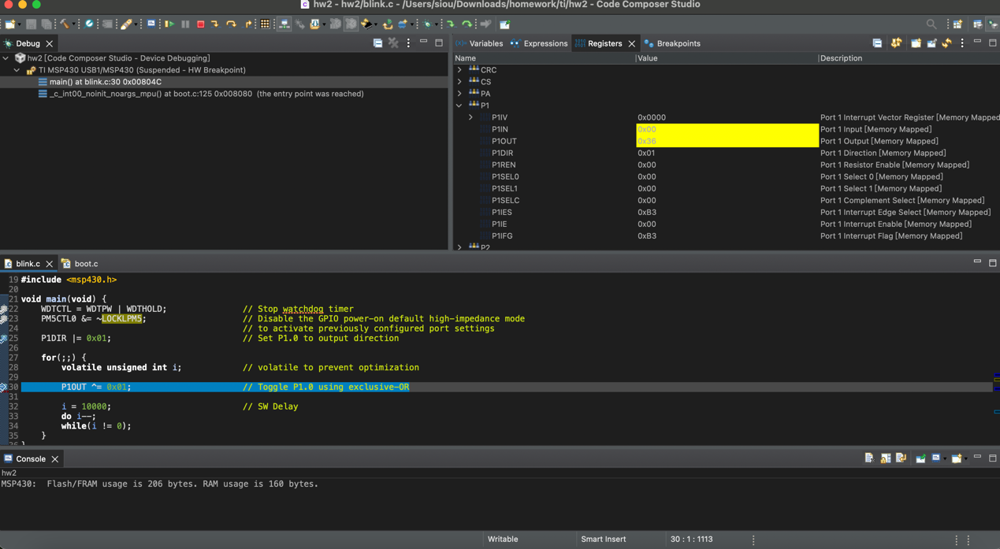 hw2 - hw2/blink.c - /Users/siou/Downloads/homework/ti/hw2 - Code Composer Studio
Debug
hw2 [Code Composer Studio - Device Debugging]
TI MSP430 USB1/MSP430 (Suspended - HW Breakpoint)
main() at blink.c:30 0x00804C
_c_int00_noinit_noargs_mpu() at boot.c:125 0x008080 (the entry point was reached)
Variables Expressions Registers Breakpoints
Name Value Description
CRC
CS
PA
P1
P1IV 0x0000 Port 1 Interrupt Vector Register [Memory Mapped
P1IN 0x00 Port 1 Input [Memory Mapped]
P1OUT 0x36 Port 1 Output [Memory Mapped]
P1DIR 0x01 Port 1 Direction [Memory Mapped]
P1REN 0x00 Port 1 Resistor Enable [Memory Mapped]
P1SEL0 0x00 Port 1 Select 0 [Memory Mapped]
P1SEL1 0x00 Port 1 Select 1 [Memory Mapped]
P1SELC 0x00 Port 1 Complement Select [Memory Mapped]
P1IES 0xB3 Port 1 Interrupt Edge Select [Memory Mapped]
P1IE 0x00 Port 1 Interrupt Enable [Memory Mapped]
P1IFG 0xB3 Port 1 Interrupt Flag [Memory Mapped]
P2
blink.c boot.c
19 #include <msp430.h>
20
21 void main(void) {
22 WDTCTL = WDTPW | WDTHOLD; // Stop watchdog timer
23 PM5CTL0 &= ~LOCKLPM5; // Disable the GPIO power-on default high-impedance mode
24 // to activate previously configured port settings
25 P1DIR |= 0x01; // Set P1.0 to output direction
26
27 for(;;) {
28 volatile unsigned int i; // volatile to prevent optimization
29
30 P1OUT ^= 0x01; // Toggle P1.0 using exclusive-OR
31
32 i = 10000; // SW Delay
33 do i--;
34 while(i != 0);
35 }
36 }
Console
hw2
MSP430: Flash/FRAM usage is 206 bytes. RAM usage is 160 bytes.
Writable Smart Insert 30 : 1 : 1113